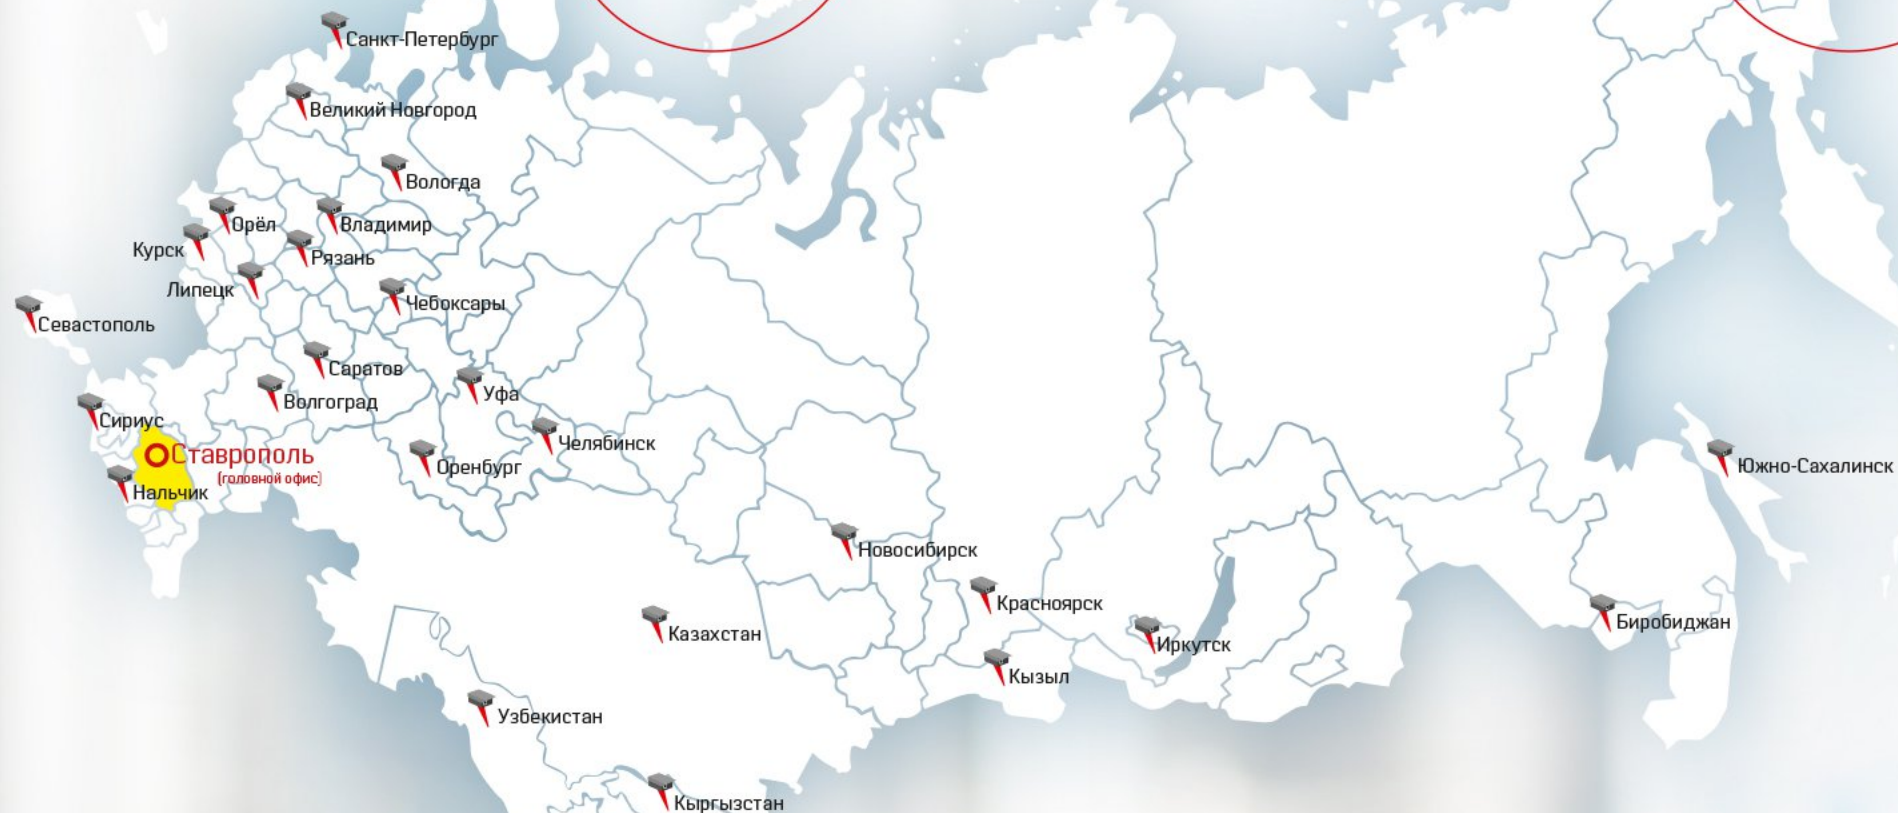 Санкт-Петербург
Великий Новгород
Вологда
Орёл
Владимир
Курск
Рязань
Липецк
Чебоксары
Севастополь
Саратов
Уфа
Волгоград
Сириус
Челябинск
Ставрополь
(головной офис)
Оренбург
Южно-Сахалинск
Нальчик
Новосибирск
Красноярск
Биробиджан
Казахстан
Иркутск
Кызыл
Узбекистан
Кыргызстан